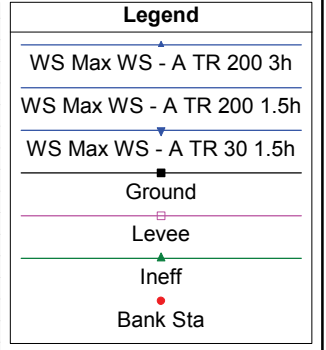 Legend
WS Max WS - A TR 200 3h
WS Max WS - A TR 200 1.5h
WS Max WS - A TR 30 1.5h
Ground
Levee
Ineff
Bank Sta